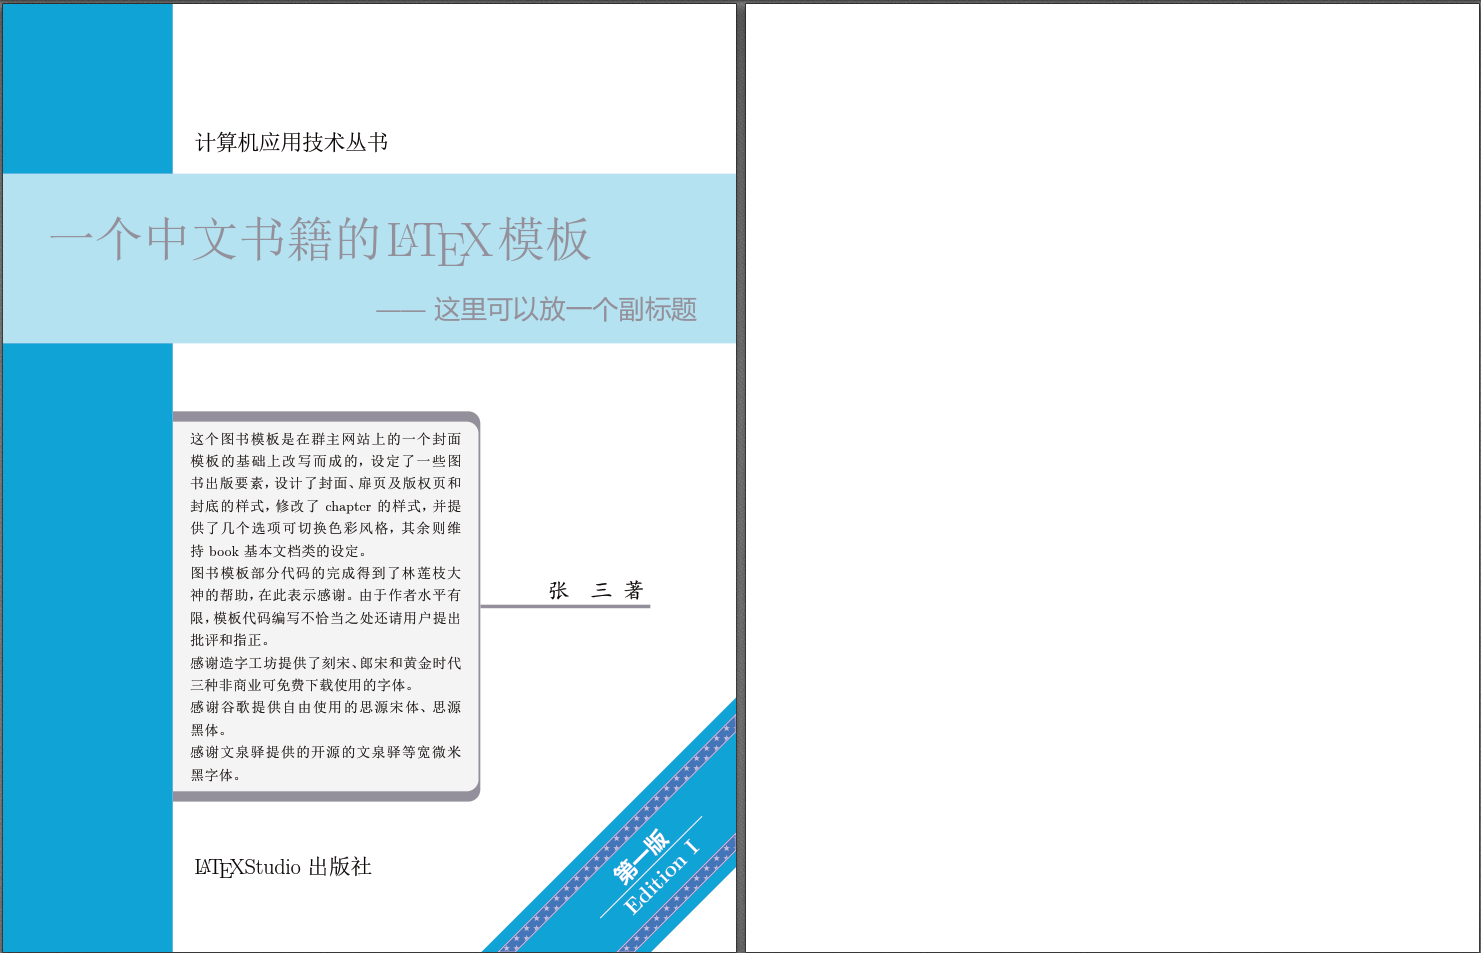 计算机应用技术丛书
一个中文书籍的LATEX模板
—— 这里可以放一个副标题
这个图书模板是在群主网站上的一个封面
模板的基础上改写而成的，设定了一些图
书出版要素，设计了封面、扉页及版权页和
封底的样式，修改了 chapter 的样式，并提
供了几个选项可切换色彩风格，其余则维
持 book 基本文档类的设定。
图书模板部分代码的完成得到了林莲枝大
神的帮助，在此表示感谢。由于作者水平有
限，模板代码编写不恰当之处还请用户提出
批评和指正。
感谢造字工坊提供了刻宋、郎宋和黄金时代
三种非商业可免费下载使用的字体。
感谢谷歌提供自由使用的思源宋体、思源
黑体。
感谢文泉驿提供的开源的文泉驿等宽微米
黑字体。
张 三 著
LATEXStudio 出版社
第一版
Edition I